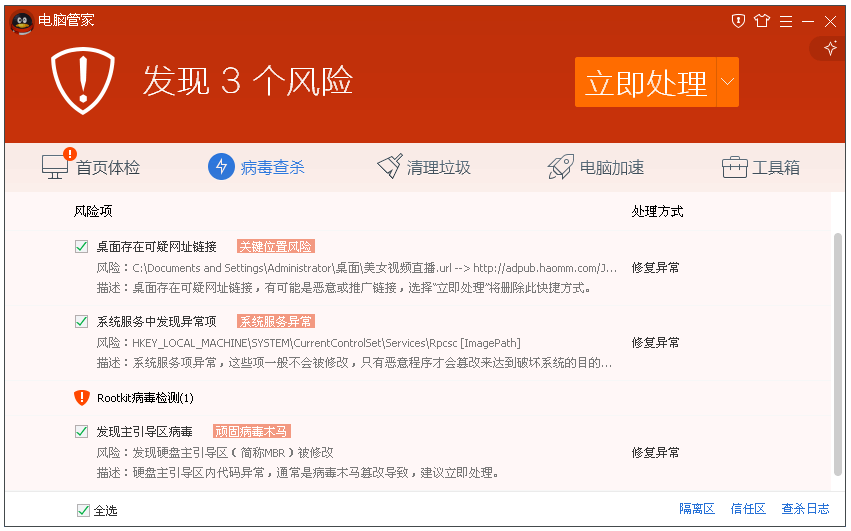 电脑管家
发现 3 个风险
立即处理
首页体检 病毒查杀 清理垃圾 电脑加速 工具箱
风险项 处理方式
桌面存在可疑网址链接 关键位置风险
风险：C:\Documents and Settings\Administrator\桌面\美女视频直播.url --> http://adpub.haomm.com/J... 修复异常
描述：桌面存在可疑网址链接，有可能是恶意或推广链接，选择“立即处理”将删除此快捷方式。
系统服务中发现异常项 系统服务异常
风险：HKEY_LOCAL_MACHINE\SYSTEM\CurrentControlSet\Services\Rpcsc [ImagePath] 修复异常
描述：系统服务项异常，这些项一般不会被修改，只有恶意程序才会篡改来达到破坏系统的目的...
Rootkit病毒检测(1)
发现主引导区病毒 顽固病毒木马
风险：发现硬盘主引导区（简称MBR）被修改 修复异常
描述：硬盘主引导区内代码异常，通常是病毒木马篡改导致，建议立即处理。
全选 隔离区 信任区 查杀日志